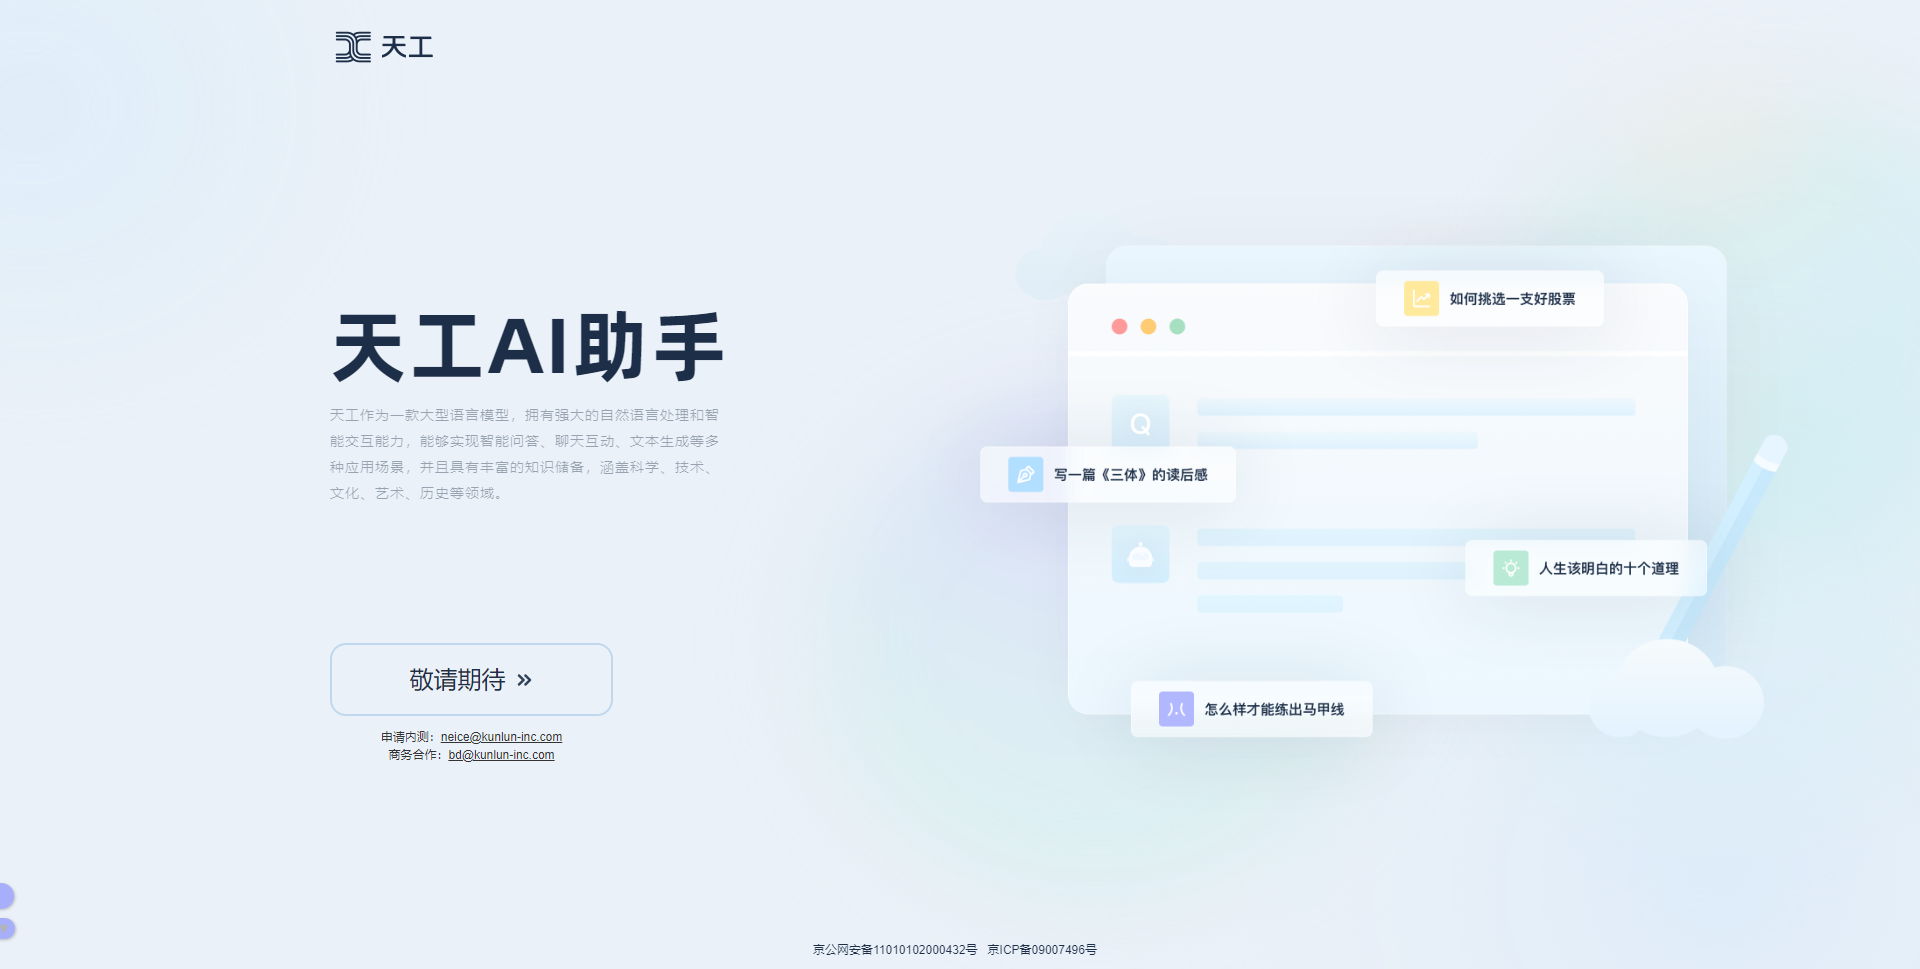 天工
天工AI助手
天工作为一款大型语言模型，拥有强大的自然语言处理和智
能交互能力，能够实现智能问答、聊天互动、文本生成等多
种应用场景，并且具有丰富的知识储备，涵盖科学、技术、
文化、艺术、历史等领域。
敬请期待 »
申请内测：neice@kunlun-inc.com
商务合作：bd@kunlun-inc.com
如何挑选一支好股票
Q
写一篇《三体》的读后感
人生该明白的十个道理
怎么样才能练出马甲线
京公网安备11010102000432号 京ICP备09007496号